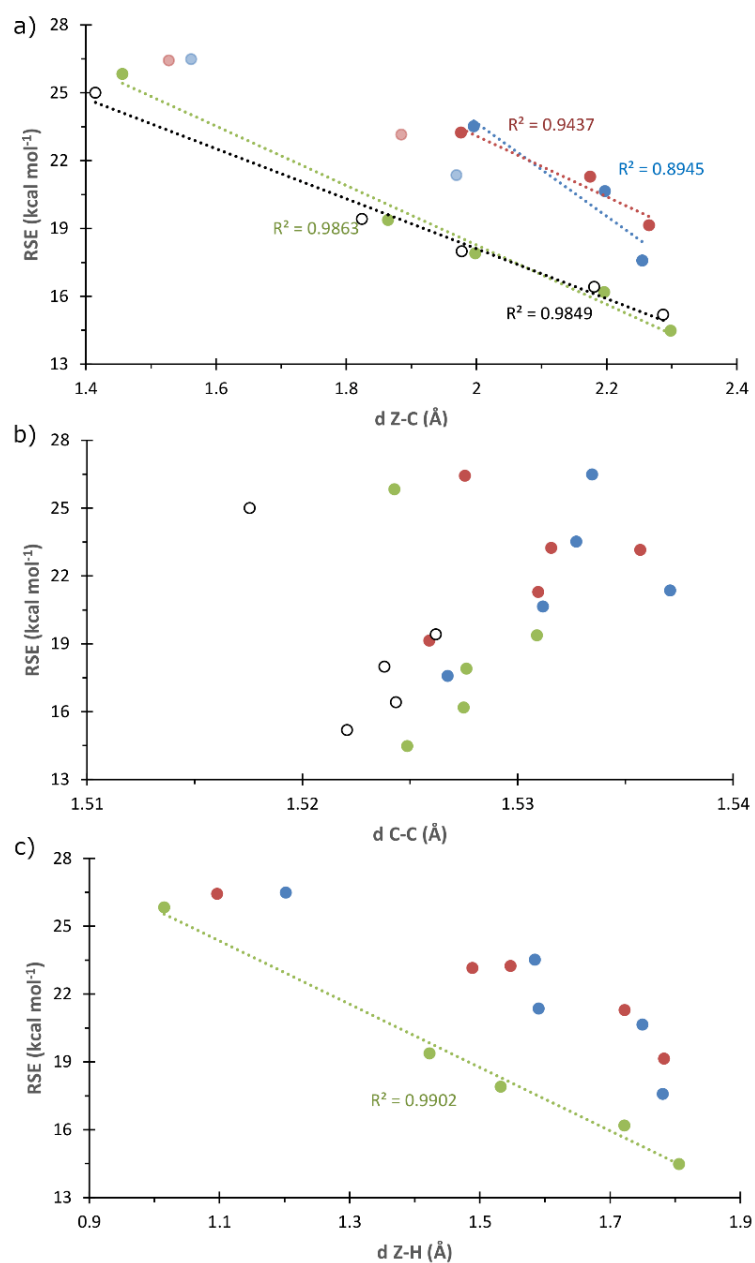 a)
28
25
22
19
16
13
RSE (kcal mol⁻¹)
R² = 0.9437
R² = 0.8945
R² = 0.9863
R² = 0.9849
1.4
1.6
1.8
2
2.2
2.4
d Z-C (Å)
b)
28
25
22
19
16
13
RSE (kcal mol⁻¹)
1.51
1.52
1.53
1.54
d C-C (Å)
c)
28
25
22
19
16
13
RSE (kcal mol⁻¹)
R² = 0.9902
0.9
1.1
1.3
1.5
1.7
1.9
d Z-H (Å)